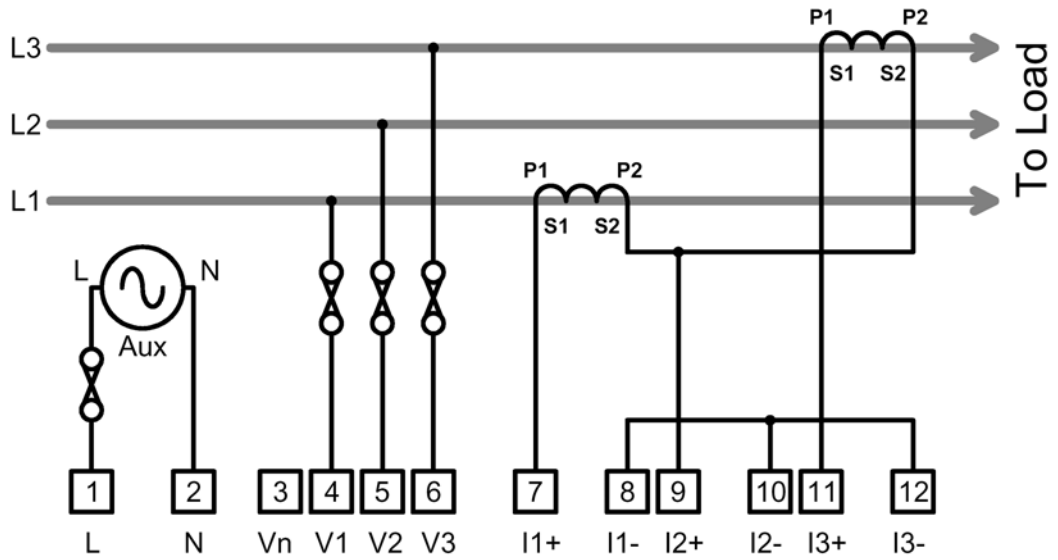 P1 P2
L3
S1 S2
To Load
L2
P1 P2
L1
S1 S2
L N
Aux
1 2 3 4 5 6 7 8 9 10 11 12
L N Vn V1 V2 V3 I1+ I1- I2+ I2- I3+ I3-